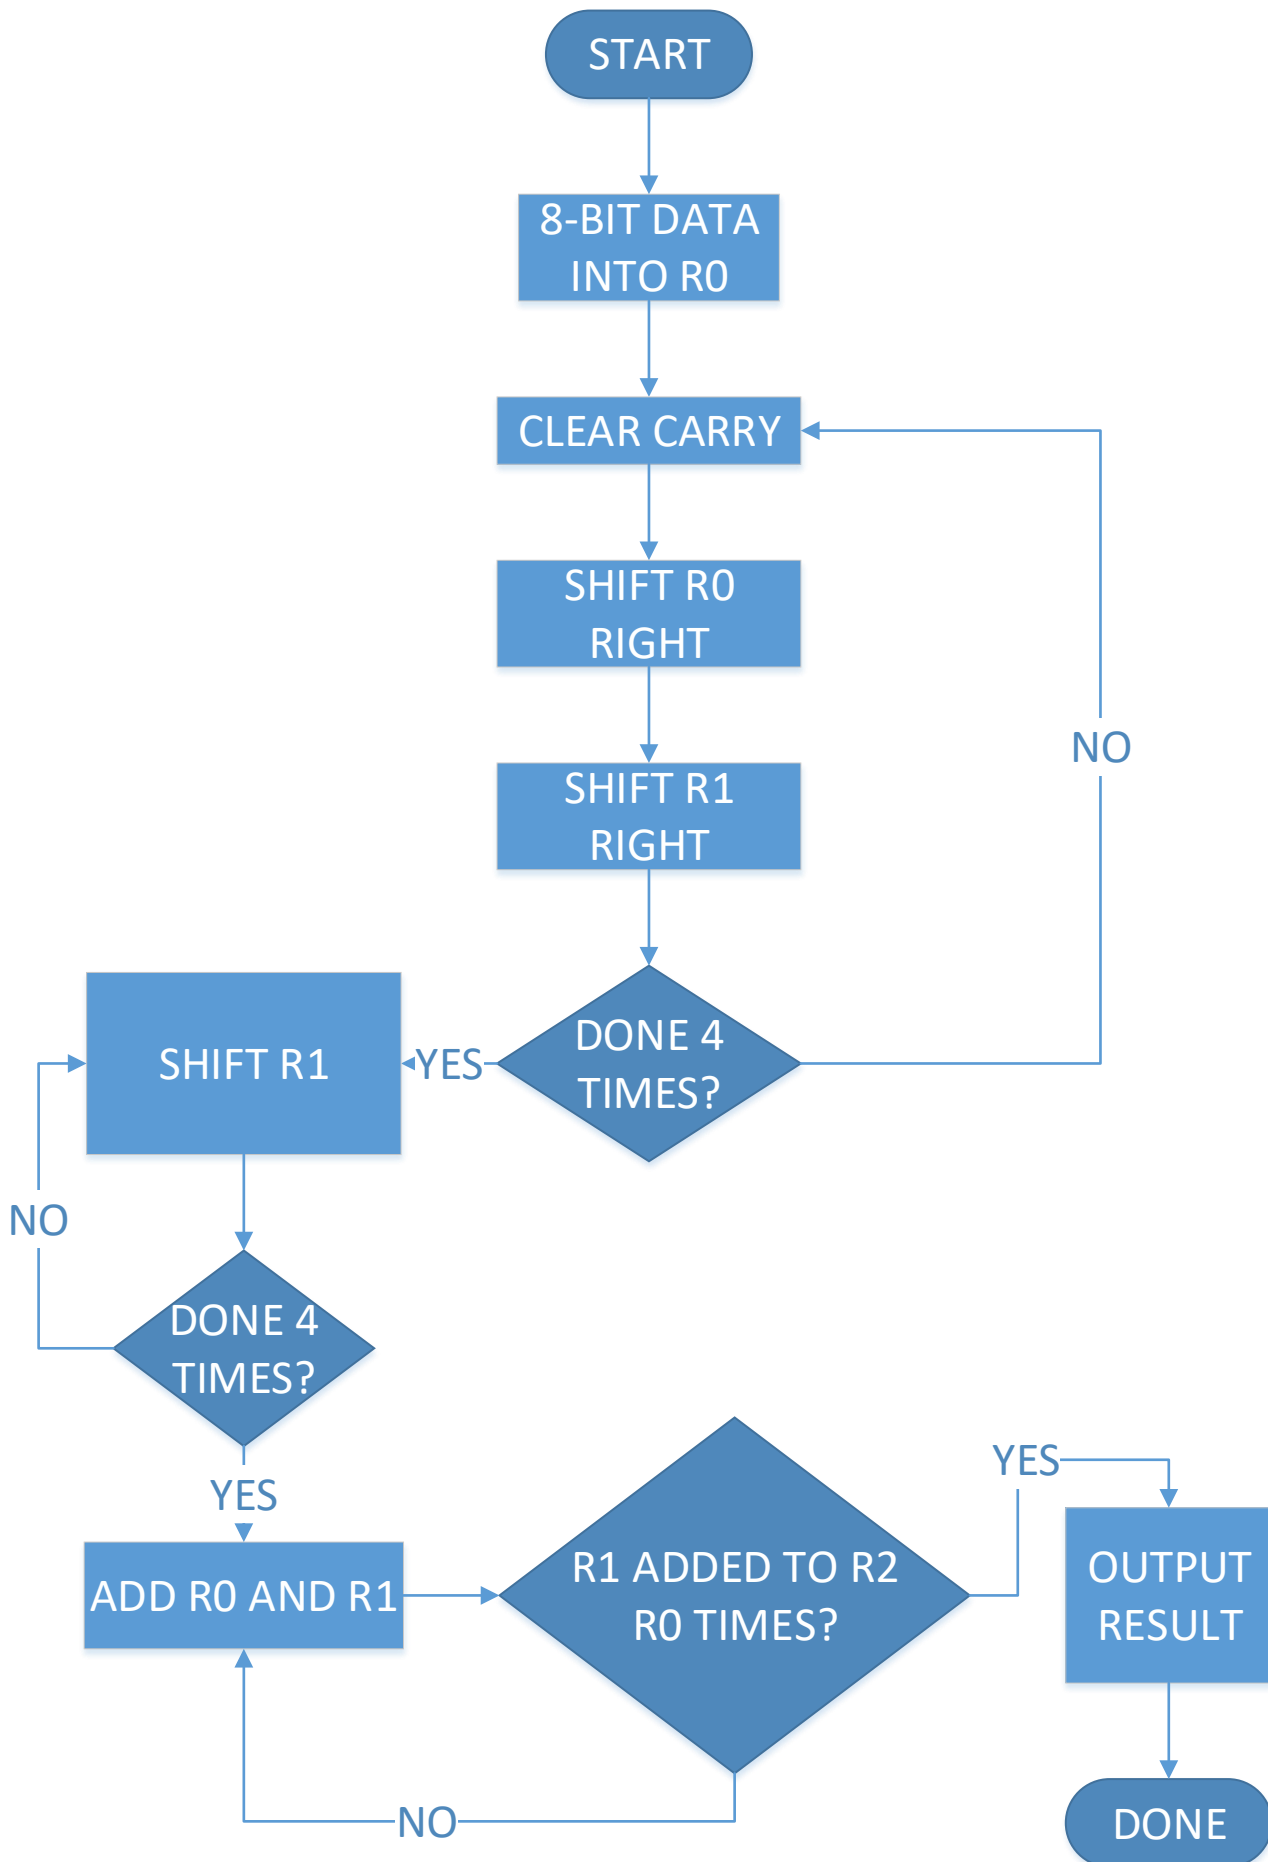 START
8-BIT DATA
INTO R0
CLEAR CARRY
SHIFT R0
RIGHT
NO
SHIFT R1
RIGHT
DONE 4
TIMES?
YES
SHIFT R1
NO
DONE 4
TIMES?
YES
ADD R0 AND R1
R1 ADDED TO R2
R0 TIMES?
YES
OUTPUT
RESULT
NO
DONE